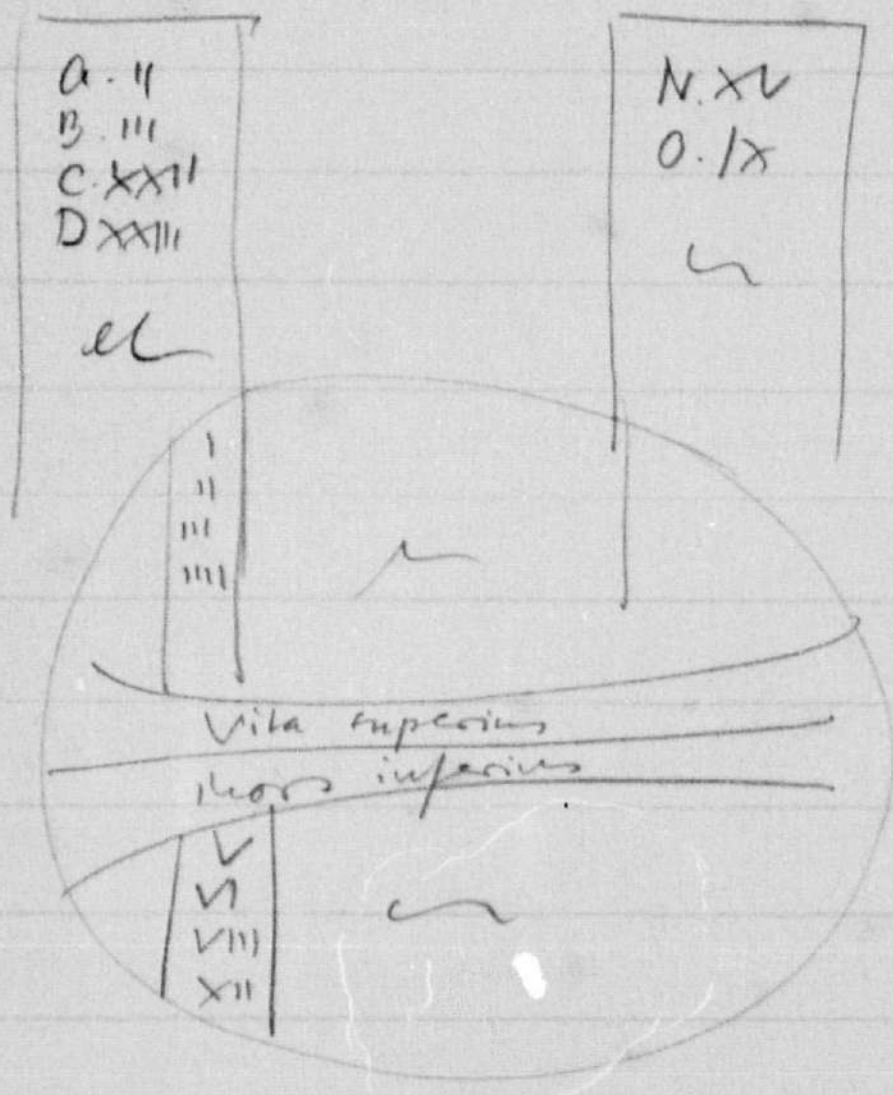 A. II
B. III
C. XXII
D XXIII
N. XV
O. IX
I
II
III
IIII
Vita superius
Mors inferius
V
VI
VIII
XII